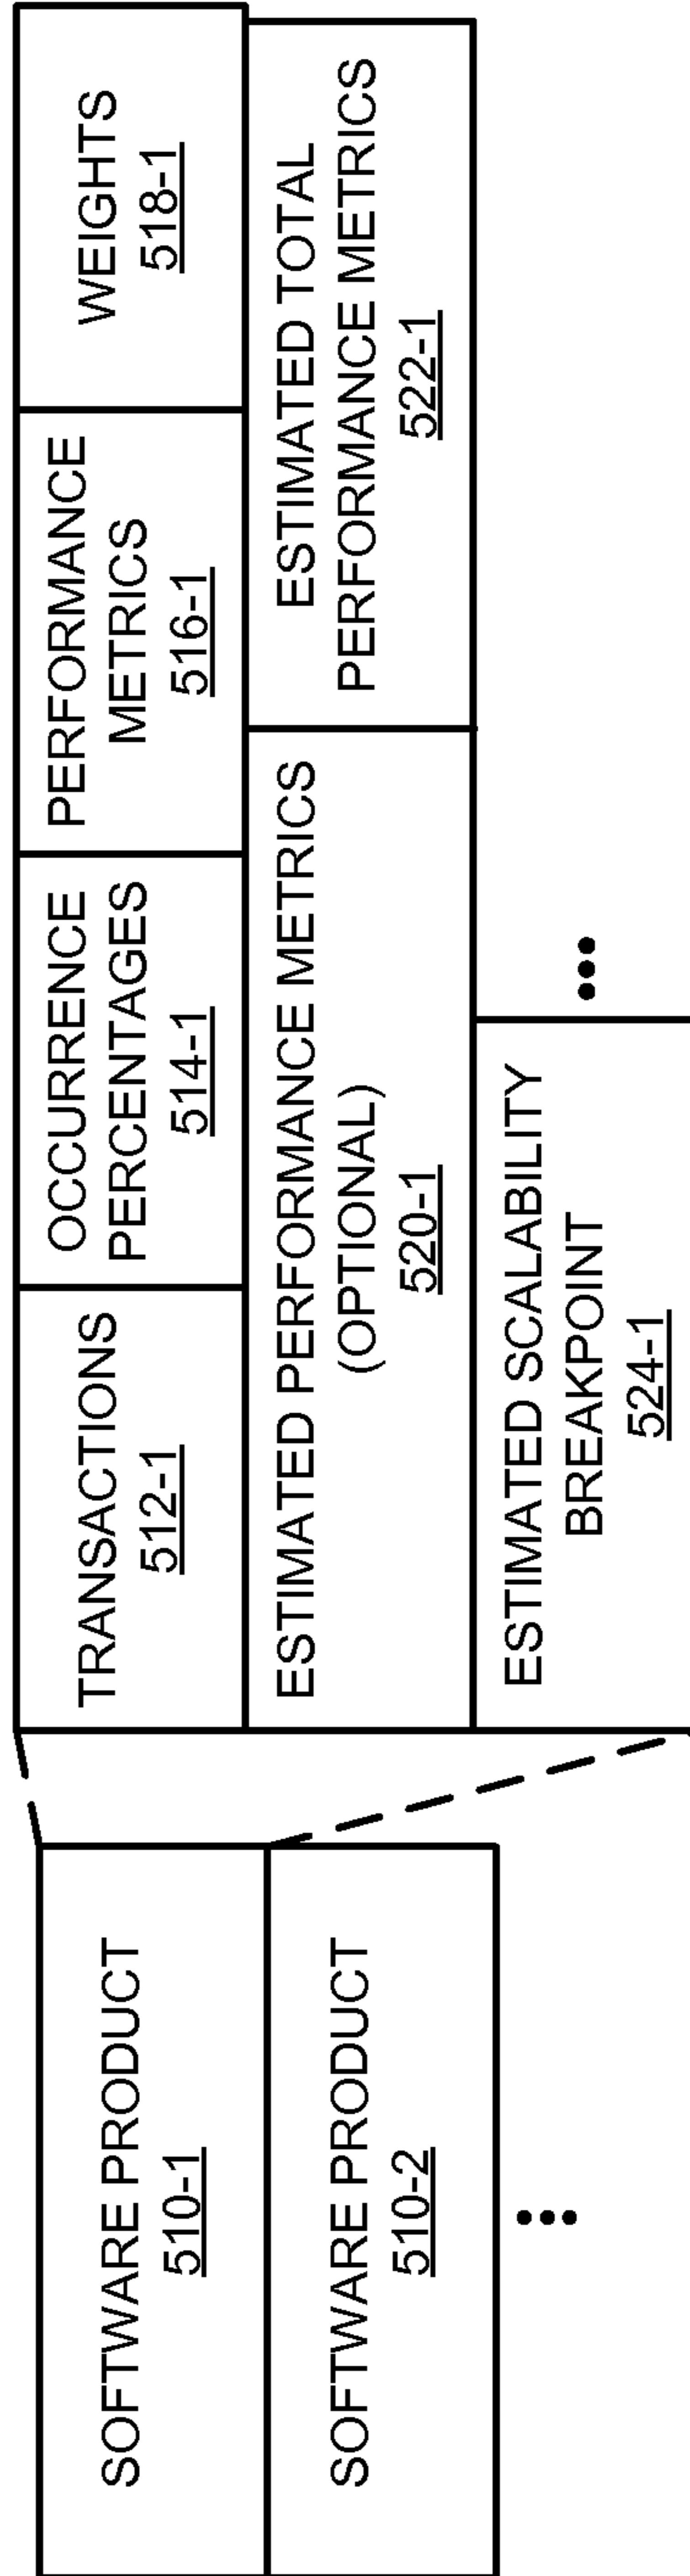 SOFTWARE PRODUCT
510-1
SOFTWARE PRODUCT
510-2
TRANSACTIONS
512-1
OCCURRENCE
PERCENTAGES
514-1
PERFORMANCE
METRICS
516-1
WEIGHTS
518-1
ESTIMATED PERFORMANCE METRICS
(OPTIONAL)
520-1
ESTIMATED TOTAL
PERFORMANCE METRICS
522-1
ESTIMATED SCALABILITY
BREAKPOINT
524-1